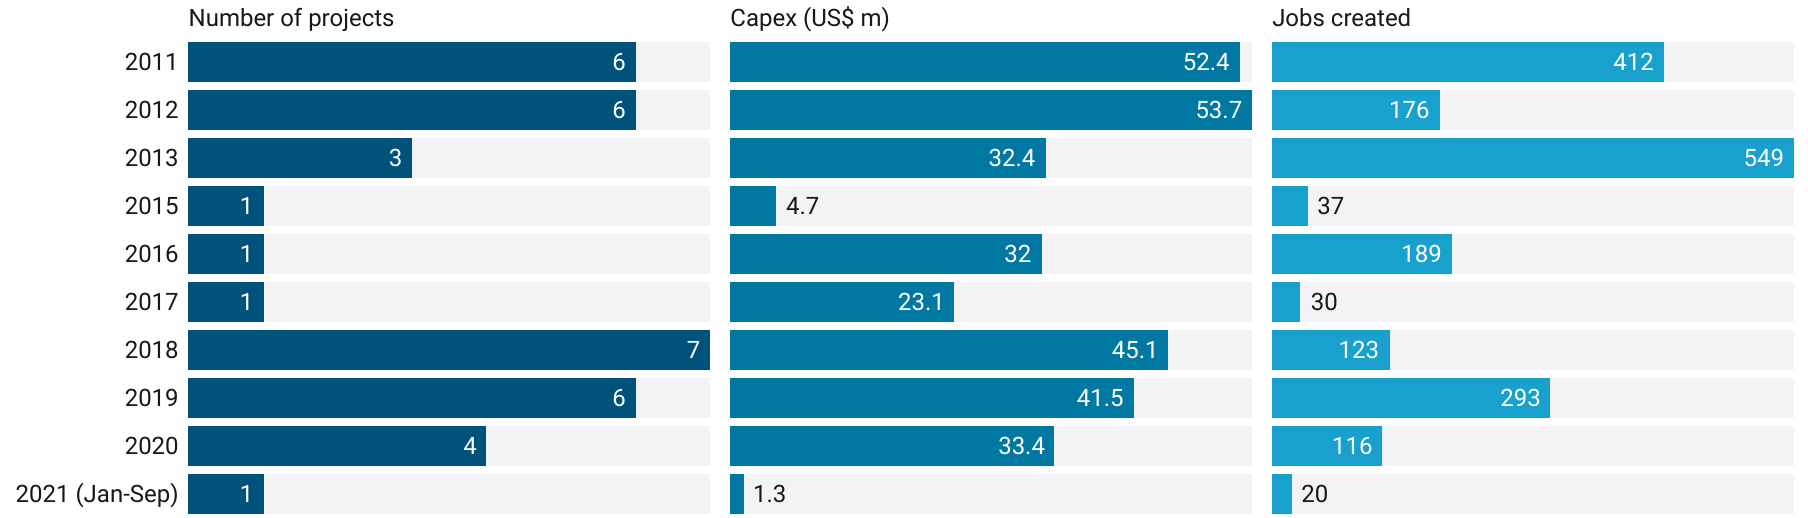 Number of projects Capex (US$ m) Jobs created
2011 6 52.4 412
2012 6 53.7 176
2013 3 32.4 549
2015 1 4.7 37
2016 1 32 189
2017 1 23.1 30
2018 7 45.1 123
2019 6 41.5 293
2020 4 33.4 116
2021 (Jan-Sep) 1 1.3 20